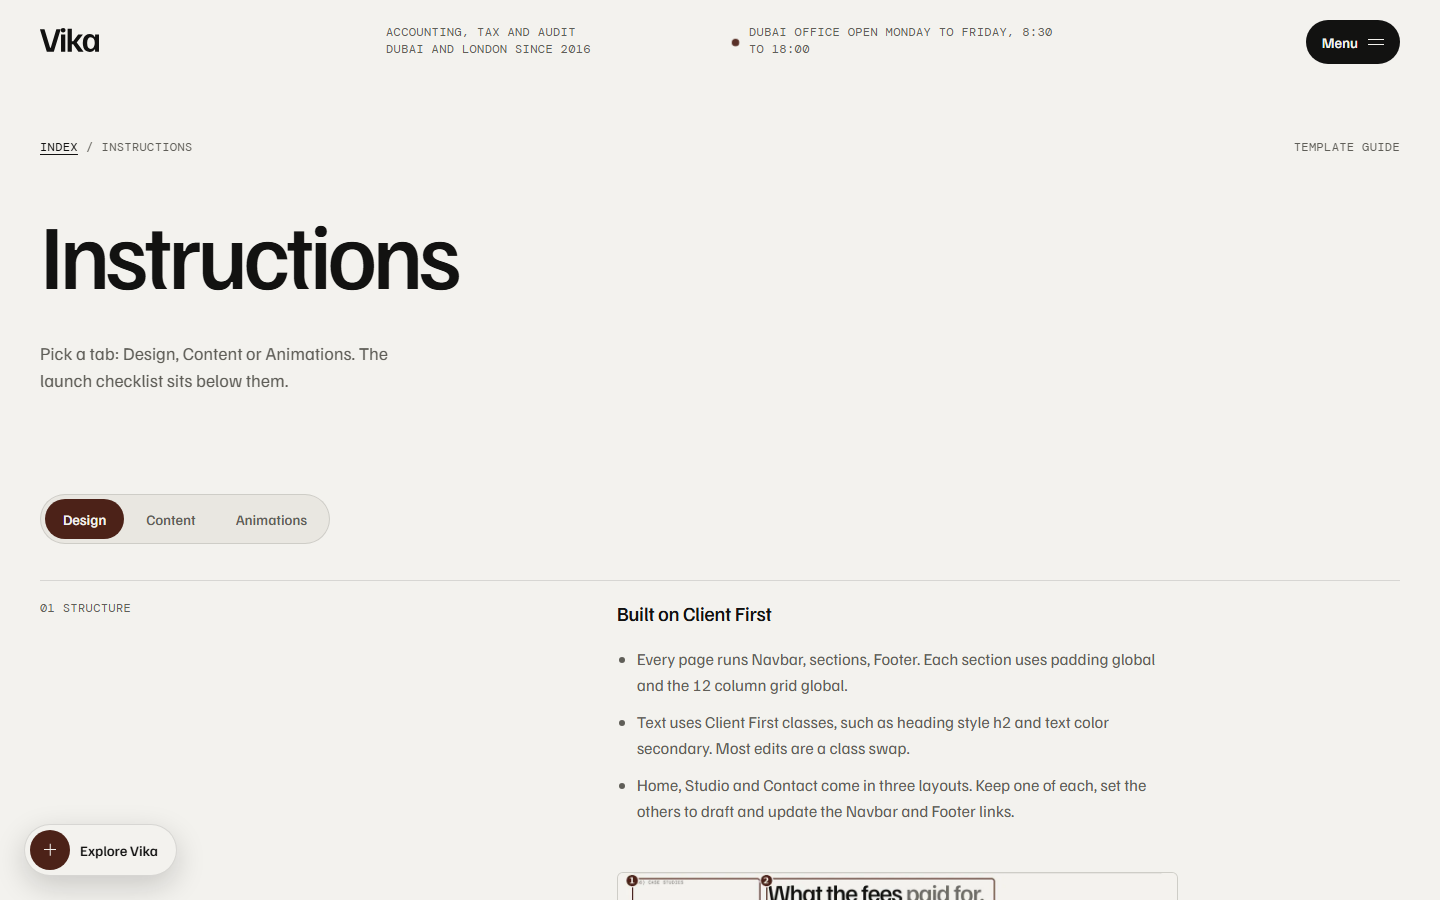 Vika
ACCOUNTING, TAX AND AUDIT
DUBAI AND LONDON SINCE 2016
DUBAI OFFICE OPEN MONDAY TO FRIDAY, 8:30
TO 18:00
Menu
INDEX / INSTRUCTIONS
TEMPLATE GUIDE
Instructions
Pick a tab: Design, Content or Animations. The
launch checklist sits below them.
Design
Content
Animations
01 STRUCTURE
Built on Client First
Every page runs Navbar, sections, Footer. Each section uses padding global
and the 12 column grid global.
Text uses Client First classes, such as heading style h2 and text color
secondary. Most edits are a class swap.
Home, Studio and Contact come in three layouts. Keep one of each, set the
others to draft and update the Navbar and Footer links.
Explore Vika
1
CASE STUDIES
2
What the fees paid for.